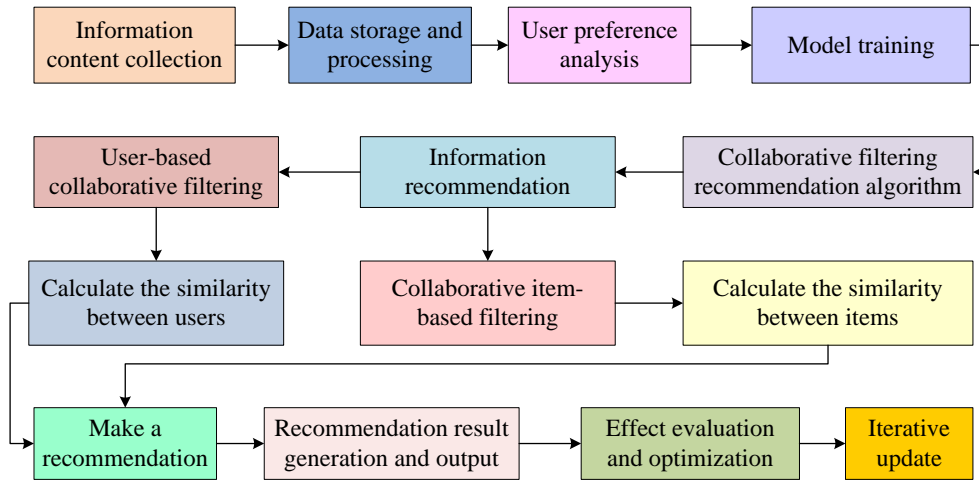 Information
content collection
Data storage and
processing
User preference
analysis
Model training
User-based
collaborative filtering
Information
recommendation
Collaborative filtering
recommendation algorithm
Calculate the similarity
between users
Collaborative item-
based filtering
Calculate the similarity
between items
Make a
recommendation
Recommendation result
generation and output
Effect evaluation
and optimization
Iterative
update